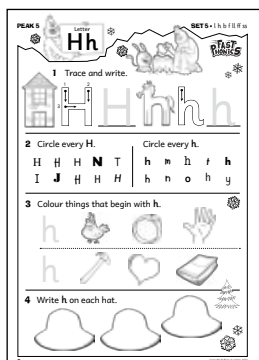 PEAK 5
Letter
Hh
SET 5 • l h b f ll ff ss
FAST PHONICS
1 Trace and write.
H H h h h
2 Circle every H.
H H H N T
I J H H H
Circle every h.
h m h t h
h n o h y
3 Colour things that begin with h.
h
h
4 Write h on each hat.